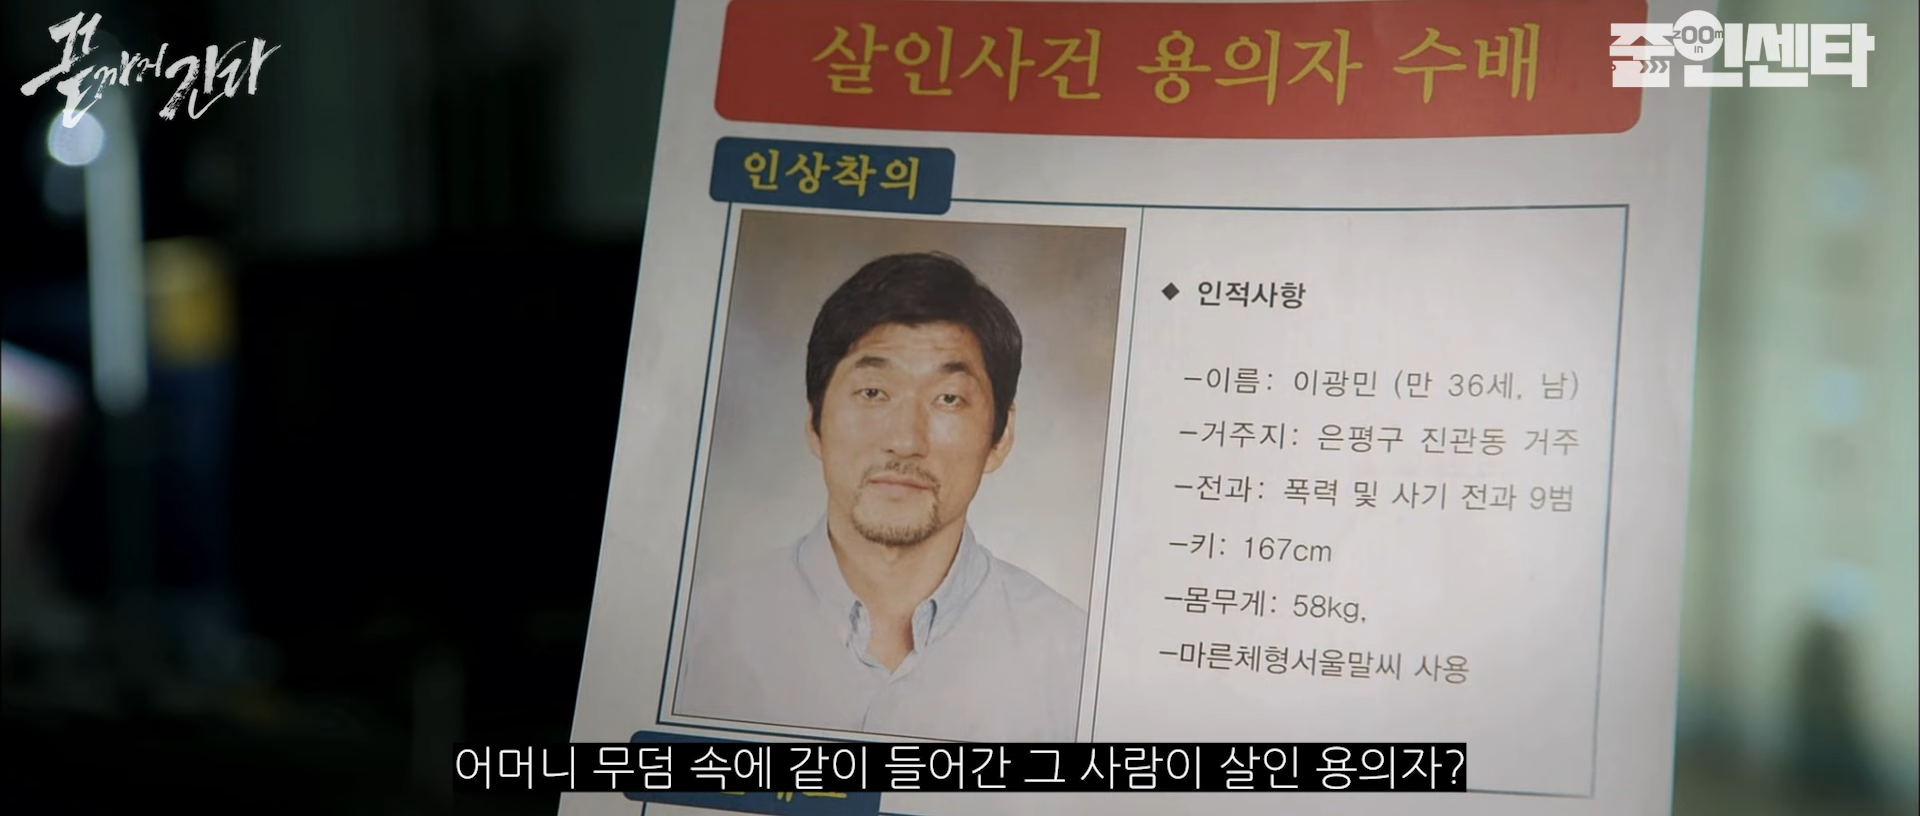 끝까지 간다
줌인센타
ZOOM
in
살인사건 용의자 수배
인상착의
◆ 인적사항
-이름: 이광민 (만 36세, 남)
-거주지: 은평구 진관동 거주
-전과: 폭력 및 사기 전과 9범
-키: 167cm
-몸무게: 58kg,
-마른체형서울말씨 사용
어머니 무덤 속에 같이 들어간 그 사람이 살인 용의자?